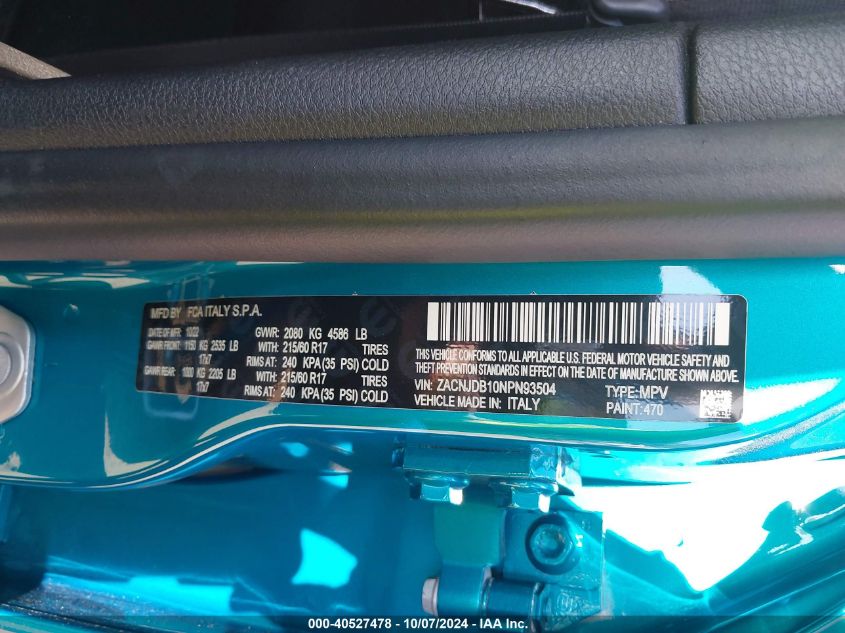 MFD BY FCA ITALY S.P.A.
DATE OF MFR: 10/22 GVWR: 2080 KG 4586 LB
GAWR FRONT: 1150 KG 2535 LB WITH: 215/60 R17 TIRES
17x7 RIMS AT: 240 KPA(35 PSI) COLD
GAWR REAR: 1000 KG 2205 LB WITH: 215/60 R17 TIRES
17x7 RIMS AT: 240 KPA(35 PSI) COLD
THIS VEHICLE CONFORMS TO ALL APPLICABLE U.S. FEDERAL MOTOR VEHICLE SAFETY
AND THEFT PREVENTION STANDARDS IN EFFECT ON THE DATE OF MANUFACTURE SHOWN ABOVE.
VIN: ZACNJDB10NPN93504 TYPE: MPV
VEHICLE MADE IN: ITALY PAINT: 470
000-40527478 - 10/07/2024 - IAA Inc.